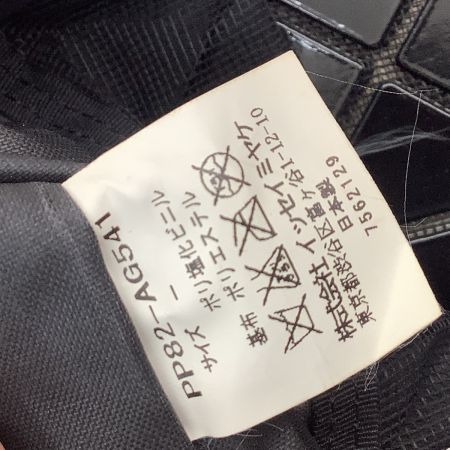 PP82-AG541
サイズ -
ポリ塩化ビニル
基布 ポリエステル
株式会社 イッセイミヤケ
東京都渋谷区富ヶ谷1-12-10
日本製
7562129